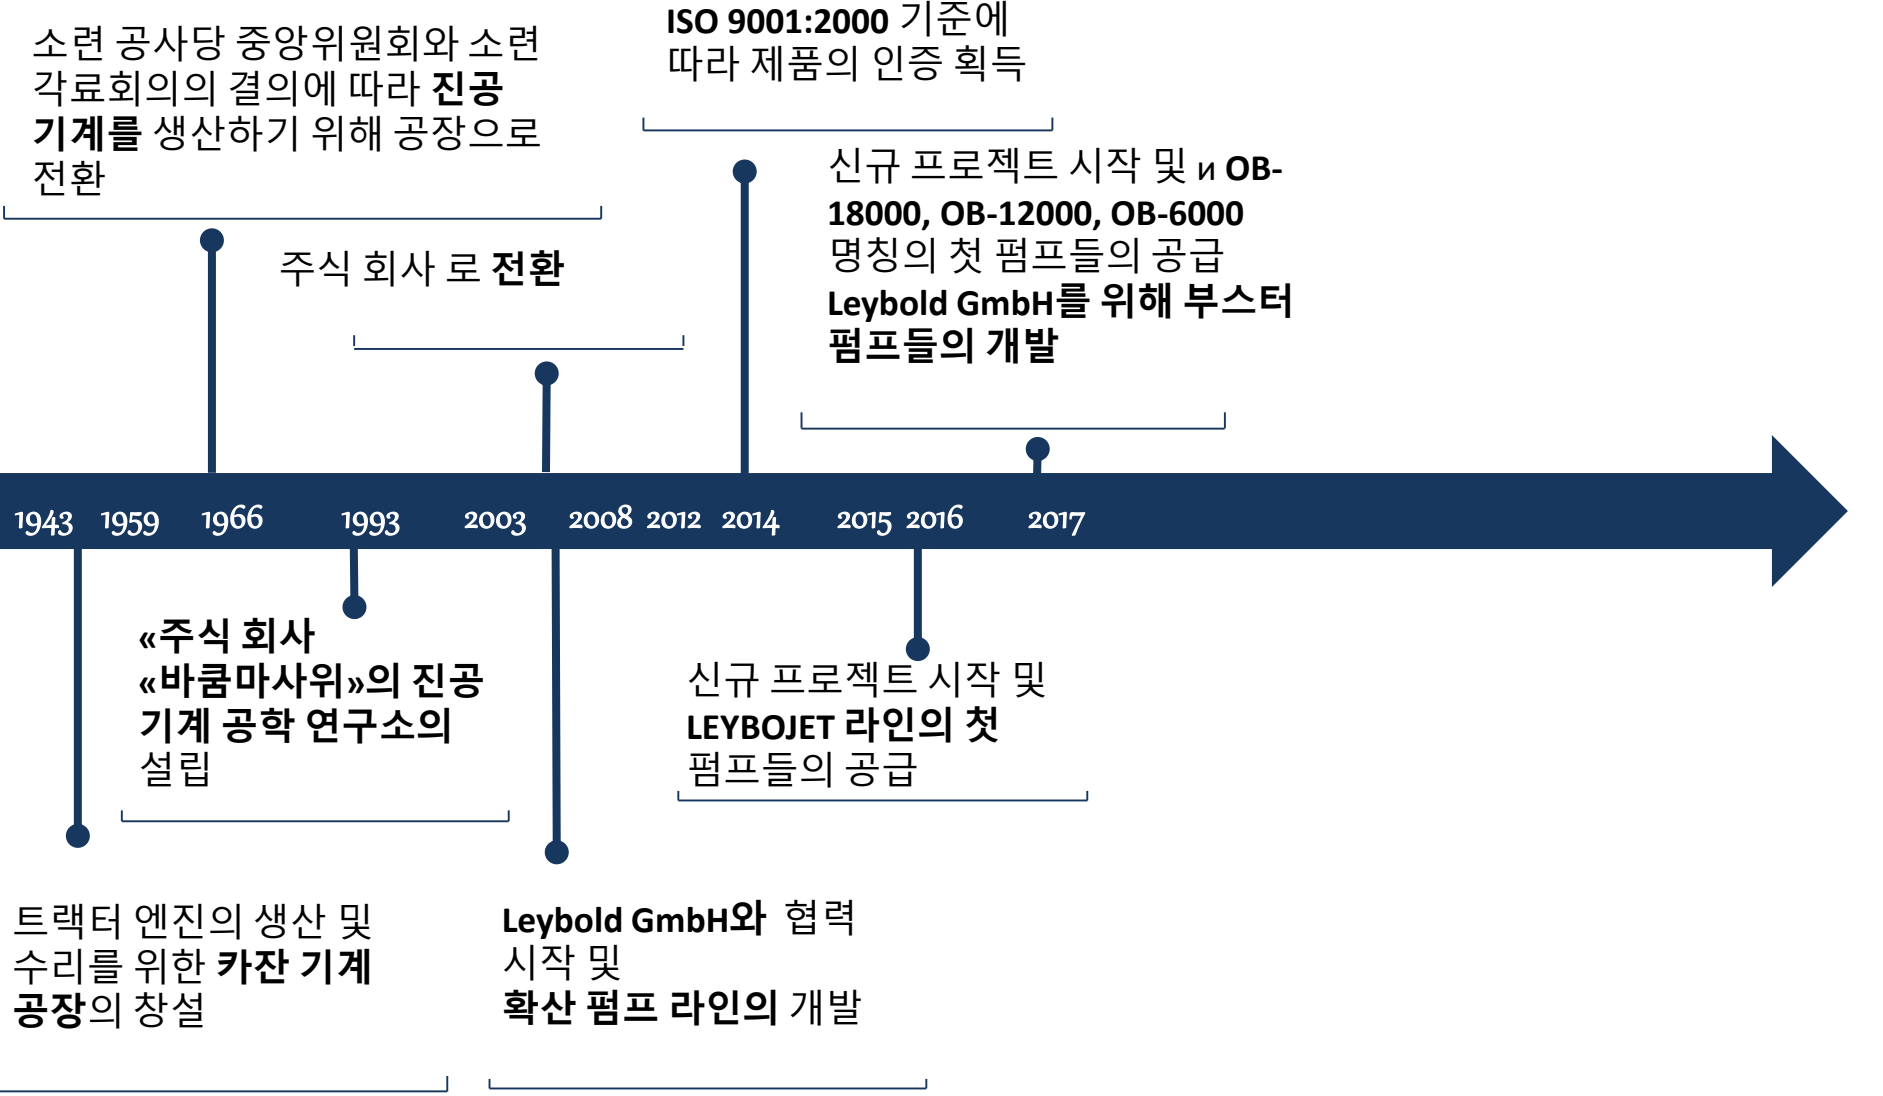 소련 공사당 중앙위원회와 소련
각료회의의 결의에 따라 진공
기계를 생산하기 위해 공장으로
전환
ISO 9001:2000 기준에
따라 제품의 인증 획득
주식 회사 로 전환
신규 프로젝트 시작 및 и OB-
18000, OB-12000, OB-6000
명칭의 첫 펌프들의 공급
Leybold GmbH를 위해 부스터
펌프들의 개발
1943 1959 1966 1993 2003 2008 2012 2014 2015 2016 2017
«주식 회사
«바쿰마사위»의 진공
기계 공학 연구소의
설립
신규 프로젝트 시작 및
LEYBOJET 라인의 첫
펌프들의 공급
트랙터 엔진의 생산 및
수리를 위한 카잔 기계
공장의 창설
Leybold GmbH와 협력
시작 및
확산 펌프 라인의 개발